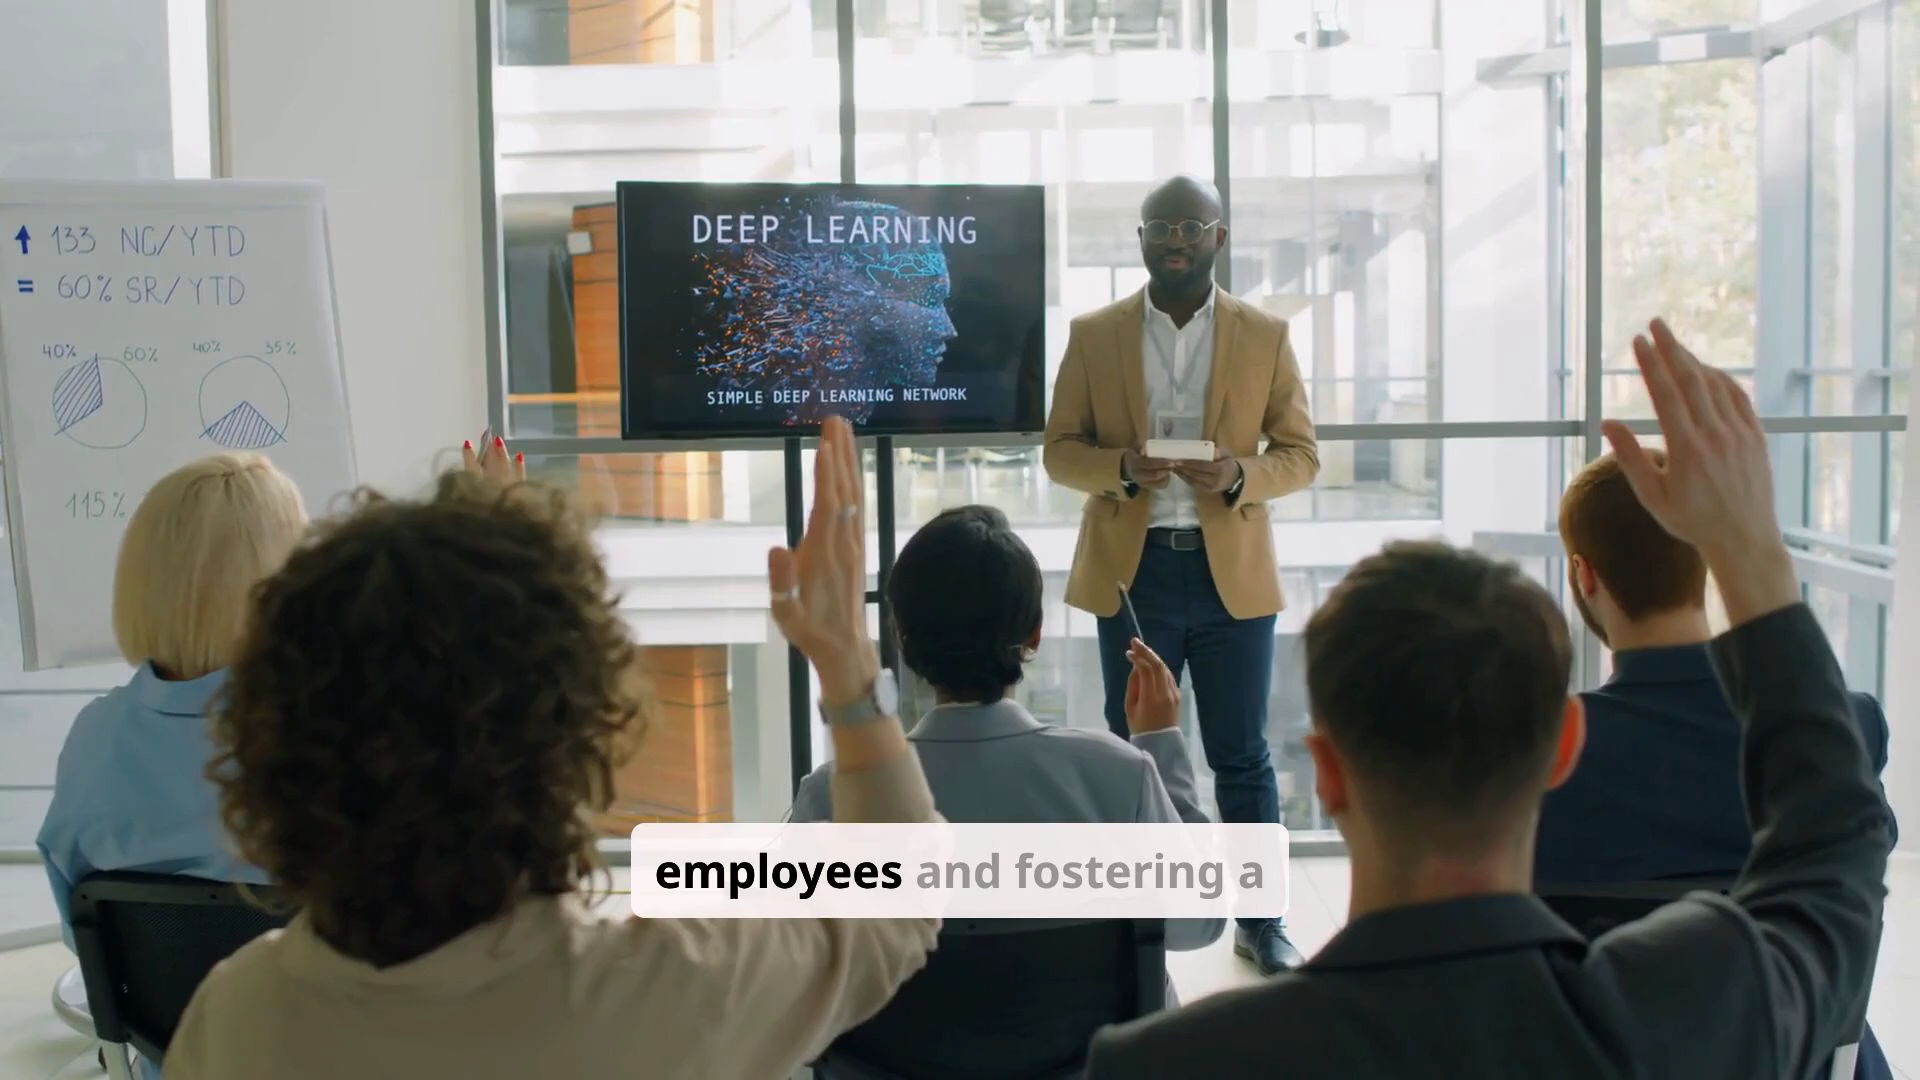 ↑ 133 NC/YTD
= 60% SR/YTD
40% 60% 40% 35%
115%
DEEP LEARNING
SIMPLE DEEP LEARNING NETWORK
employees and fostering a